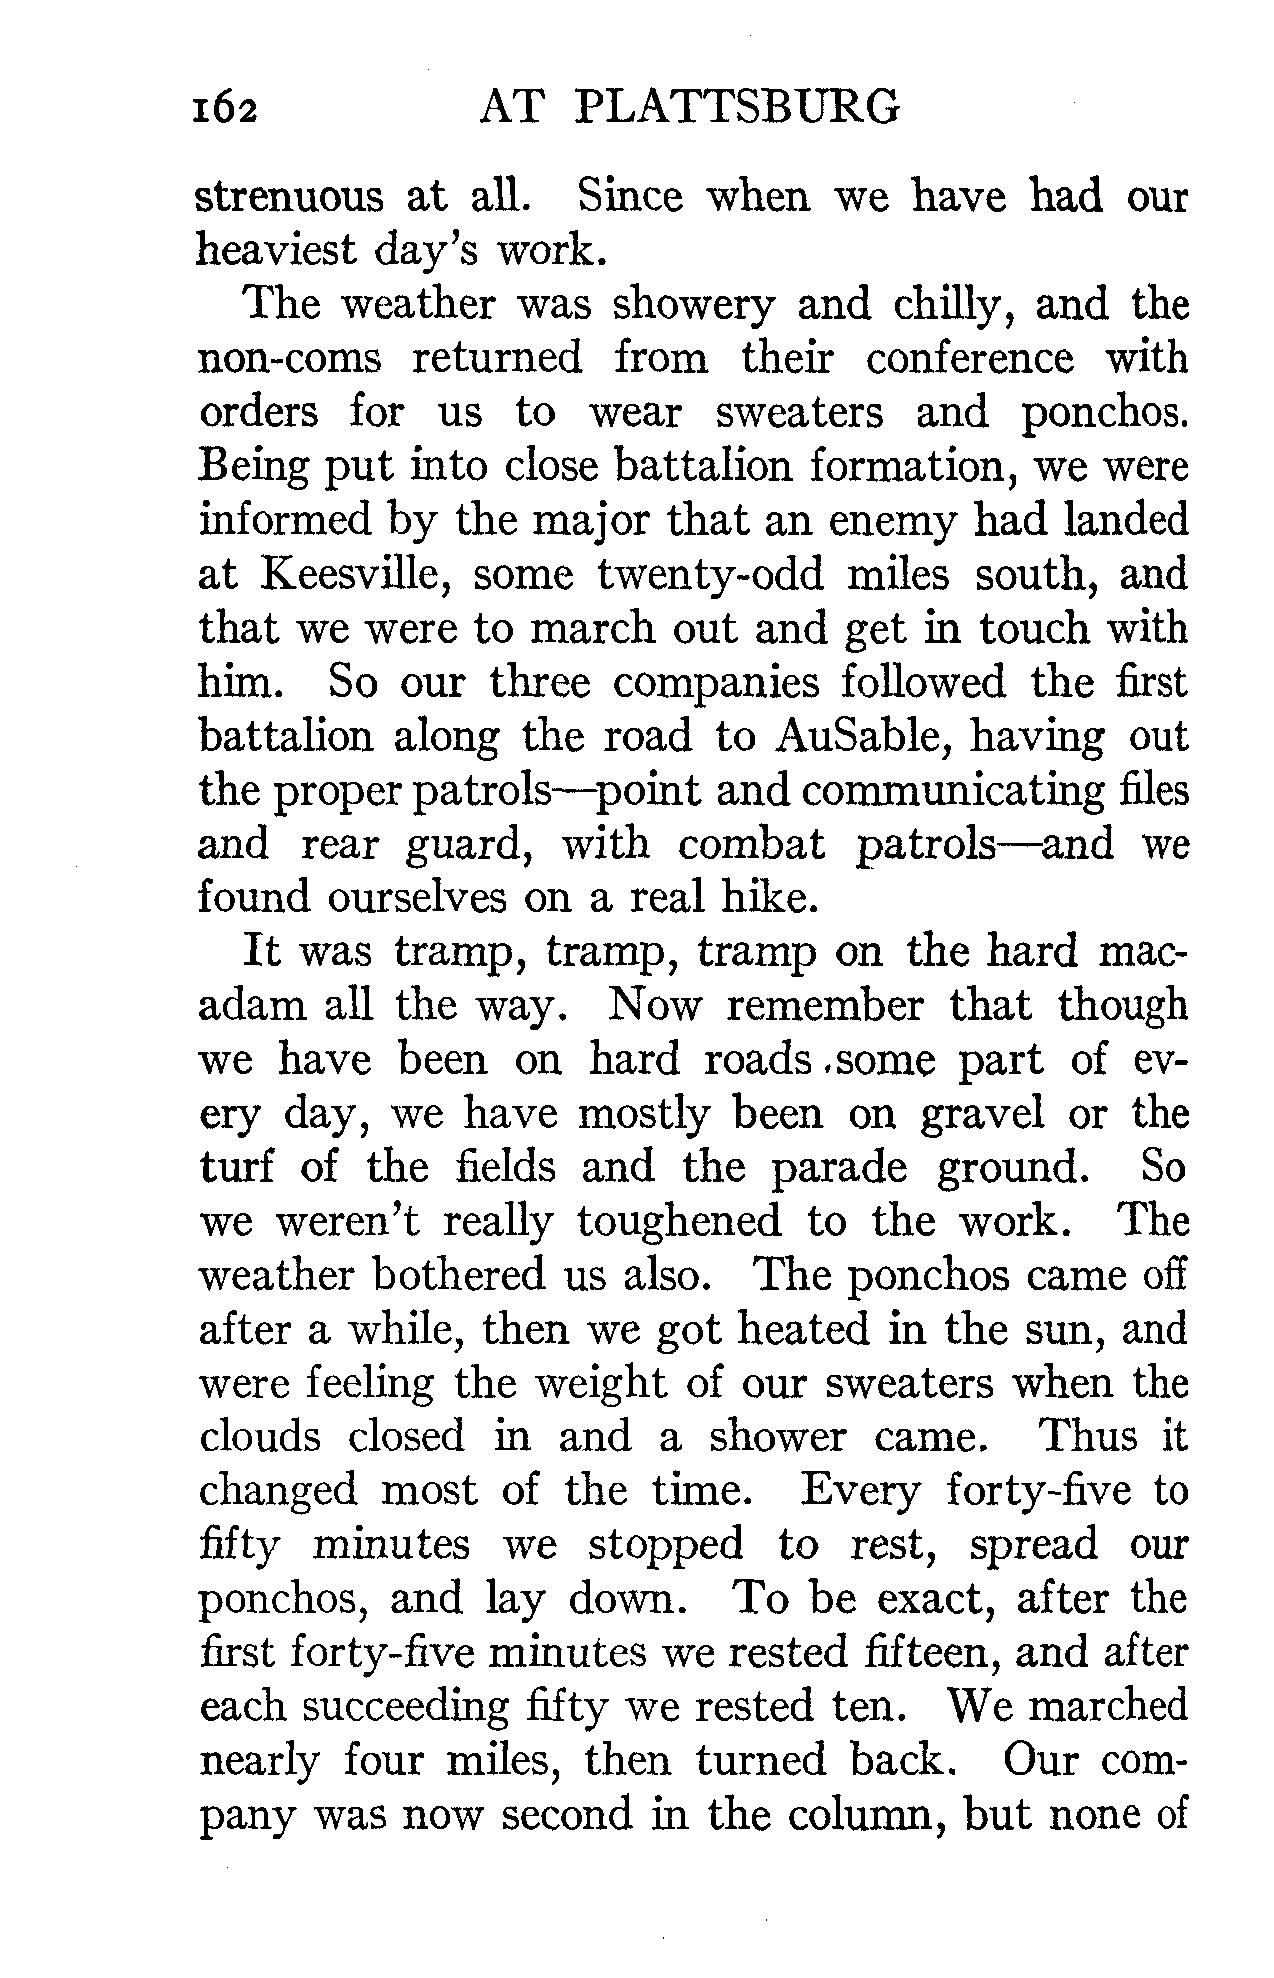 162 AT PLATTSBURG
strenuous at all. Since when we have had our
heaviest day's work.
The weather was showery and chilly, and the
non-coms returned from their conference with
orders for us to wear sweaters and ponchos.
Being put into close battalion formation, we were
informed by the major that an enemy had landed
at Keesville, some twenty-odd miles south, and
that we were to march out and get in touch with
him. So our three companies followed the first
battalion along the road to AuSable, having out
the proper patrols—point and communicating files
and rear guard, with combat patrols—and we
found ourselves on a real hike.
It was tramp, tramp, tramp on the hard mac-
adam all the way. Now remember that though
we have been on hard roads some part of ev-
ery day, we have mostly been on gravel or the
turf of the fields and the parade ground. So
we weren't really toughened to the work. The
weather bothered us also. The ponchos came off
after a while, then we got heated in the sun, and
were feeling the weight of our sweaters when the
clouds closed in and a shower came. Thus it
changed most of the time. Every forty-five to
fifty minutes we stopped to rest, spread our
ponchos, and lay down. To be exact, after the
first forty-five minutes we rested fifteen, and after
each succeeding fifty we rested ten. We marched
nearly four miles, then turned back. Our com-
pany was now second in the column, but none of